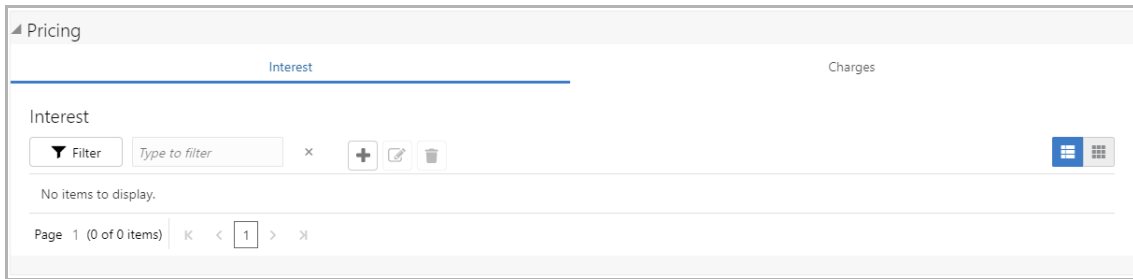 Pricing
Interest Charges
Interest
Filter Type to filter
No items to display.
Page 1 (0 of 0 items) 1